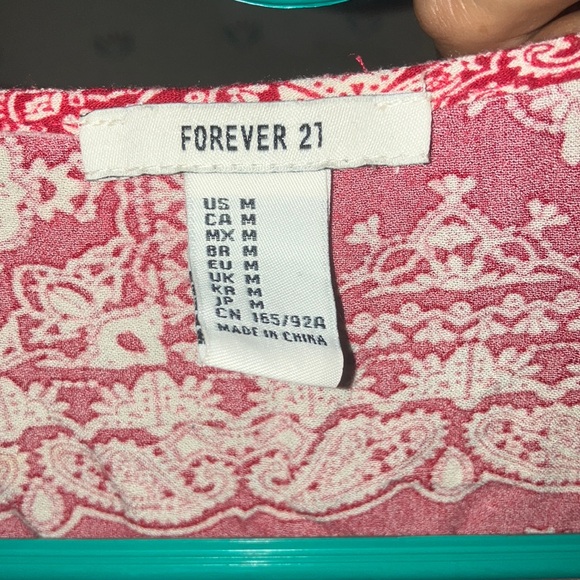 FOREVER 21
US M
CA M
MX M
BR M
EU M
UK M
KR M
JP M
CN 165/92A
MADE IN CHINA